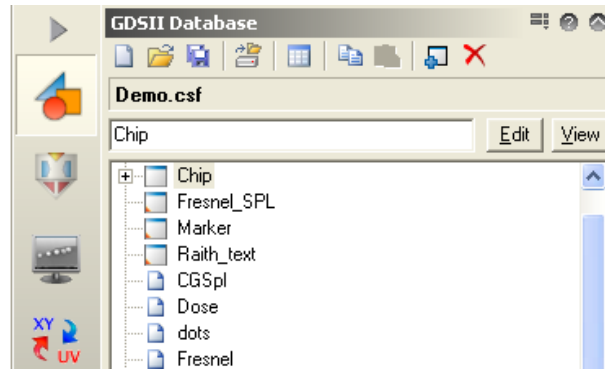 GDSII Database
Demo.csf
Chip
Edit View
Chip
Fresnel_SPL
Marker
Raith_text
CGSpl
Dose
dots
Fresnel
XY
UV